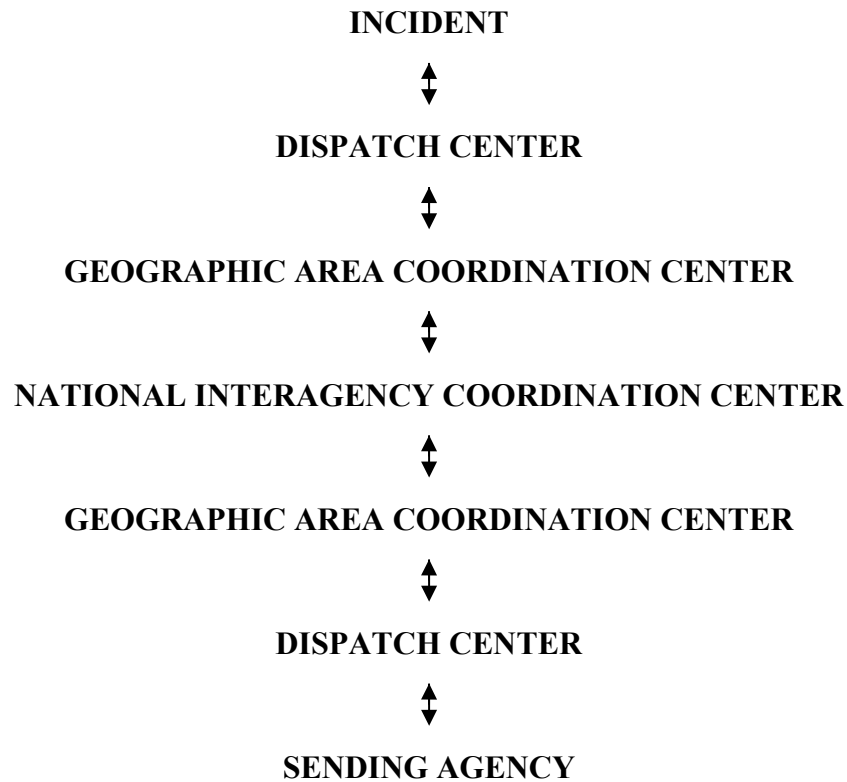 INCIDENT
DISPATCH CENTER
GEOGRAPHIC AREA COORDINATION CENTER
NATIONAL INTERAGENCY COORDINATION CENTER
GEOGRAPHIC AREA COORDINATION CENTER
DISPATCH CENTER
SENDING AGENCY